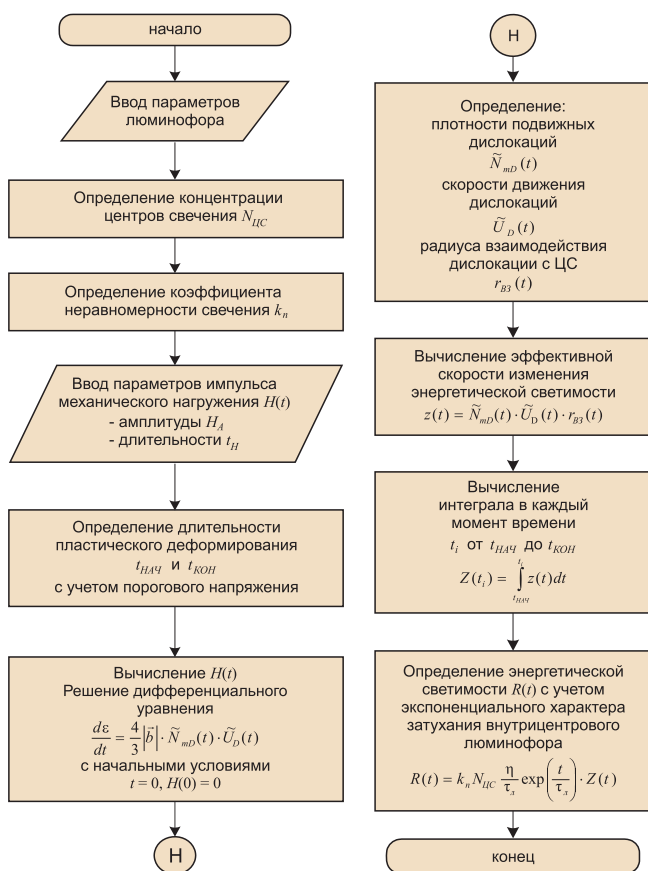 начало
Ввод параметров
люминофора
Определение концентрации
центров свечения N_ЦС
Определение коэффициента
неравномерности свечения k_n
Ввод параметров импульса
механического нагружения H(t)
- амплитуды H_A
- длительности t_H
Определение длительности
пластического деформирования
t_НАЧ и t_КОН
с учетом порогового напряжения
Вычисление H(t)
Решение дифференциального
уравнения
dε/dt = 4/3 |b⃗| · Ñ_mD(t) · Ũ_D(t)
с начальными условиями
t = 0, H(0) = 0
Н
Н
Определение:
плотности подвижных
дислокаций
Ñ_mD(t)
скорости движения
дислокаций
Ũ_D(t)
радиуса взаимодействия
дислокации с ЦС
r_ВЗ(t)
Вычисление эффективной
скорости изменения
энергетической светимости
z(t) = Ñ_mD(t) · Ũ_D(t) · r_ВЗ(t)
Вычисление
интеграла в каждый
момент времени
t_i от t_НАЧ до t_КОН
Z(t_i) = ∫_{t_НАЧ}^{t_i} z(t)dt
Определение энергетической
светимости R(t) с учетом
экспоненциального характера
затухания внутрицентрового
люминофора
R(t) = k_n N_ЦС η/τ_л exp(t/τ_л) · Z(t)
конец